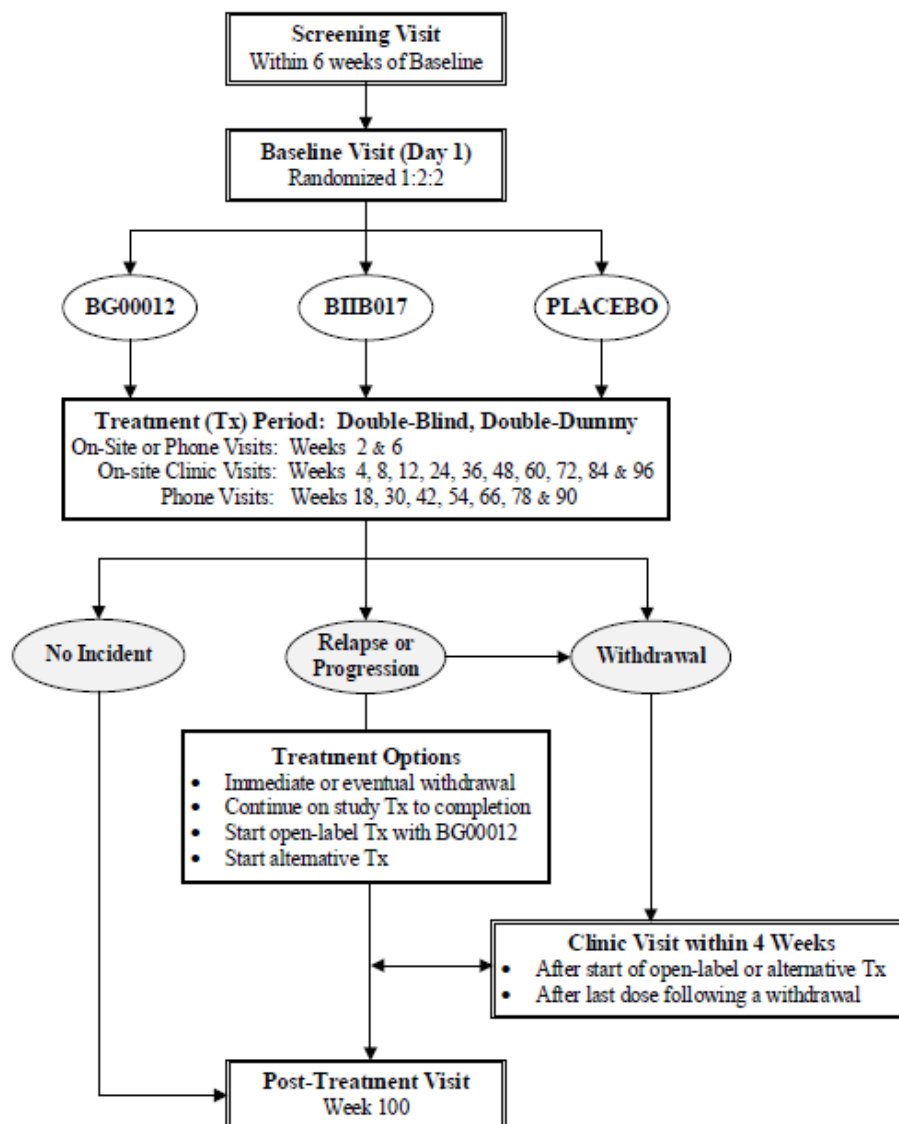 Screening Visit
Within 6 weeks of Baseline
Baseline Visit (Day 1)
Randomized 1:2:2
BG00012
BIIB017
PLACEBO
Treatment (Tx) Period: Double-Blind, Double-Dummy
On-Site or Phone Visits: Weeks 2 & 6
On-site Clinic Visits: Weeks 4, 8, 12, 24, 36, 48, 60, 72, 84 & 96
Phone Visits: Weeks 18, 30, 42, 54, 66, 78 & 90
No Incident
Relapse or
Progression
Withdrawal
Treatment Options
• Immediate or eventual withdrawal
• Continue on study Tx to completion
• Start open-label Tx with BG00012
• Start alternative Tx
Clinic Visit within 4 Weeks
• After start of open-label or alternative Tx
• After last dose following a withdrawal
Post-Treatment Visit
Week 100